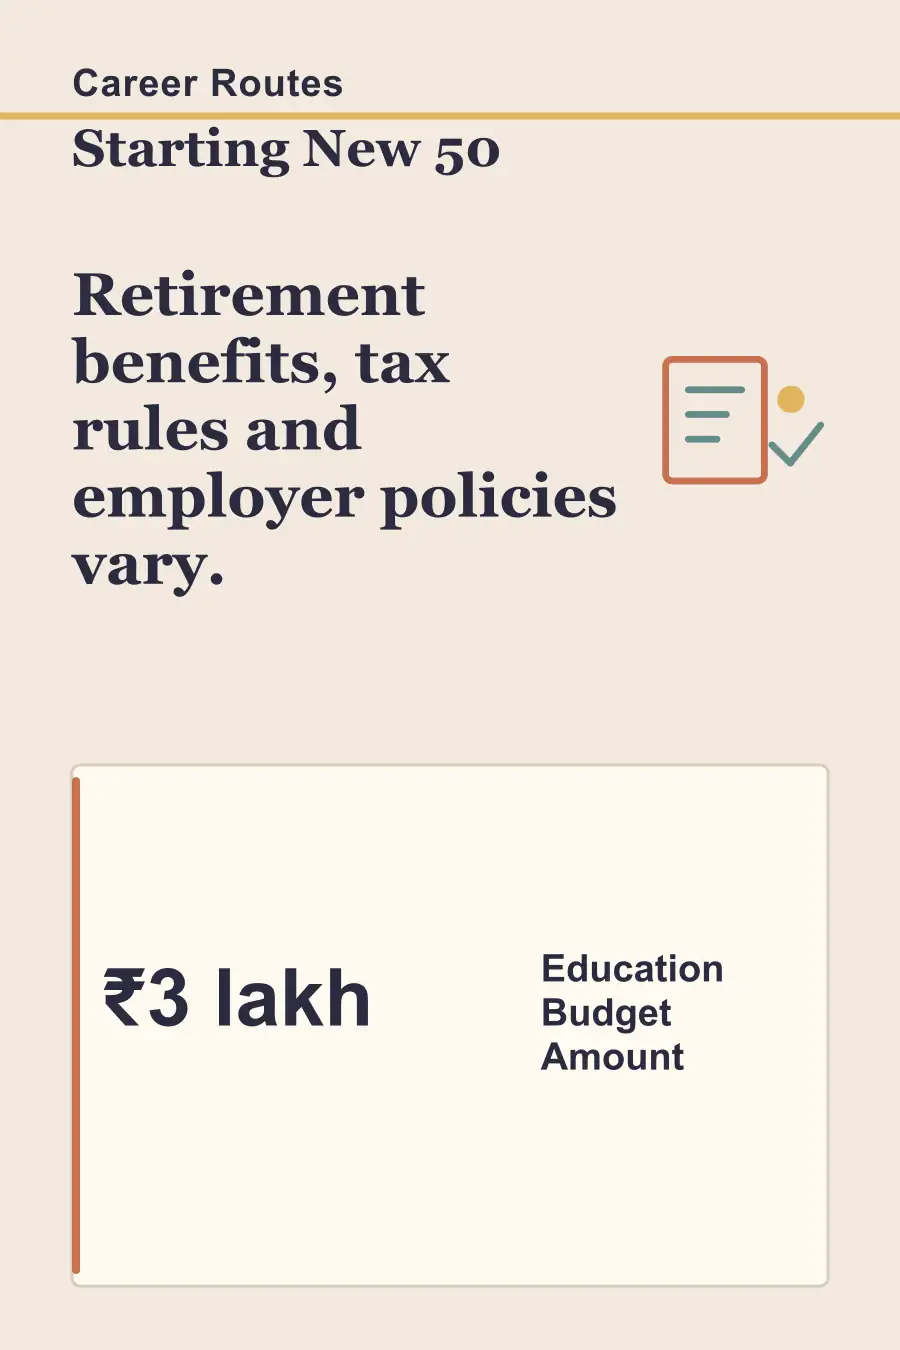 Career Routes
Starting New 50
Retirement
benefits, tax
rules and
employer policies
vary.
₹3 lakh
Education
Budget
Amount